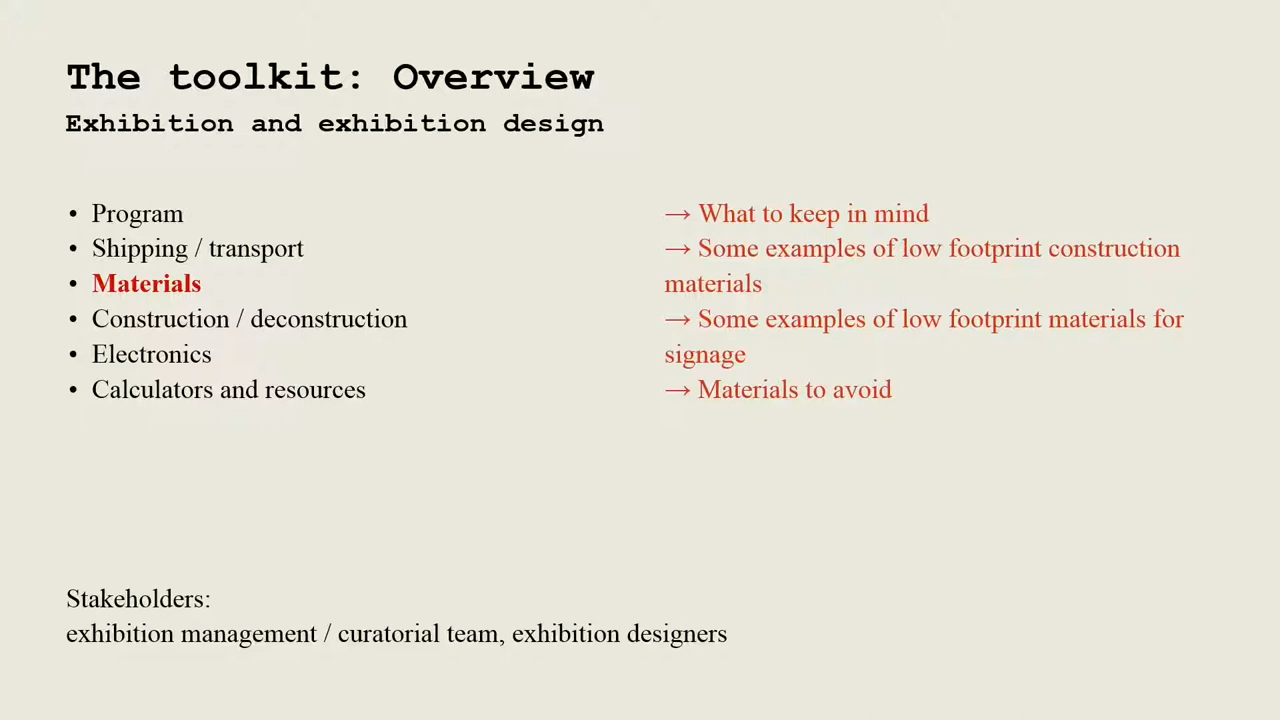 The toolkit: Overview
Exhibition and exhibition design
• Program
• Shipping / transport
• Materials
• Construction / deconstruction
• Electronics
• Calculators and resources
→ What to keep in mind
→ Some examples of low footprint construction
materials
→ Some examples of low footprint materials for
signage
→ Materials to avoid
Stakeholders:
exhibition management / curatorial team, exhibition designers